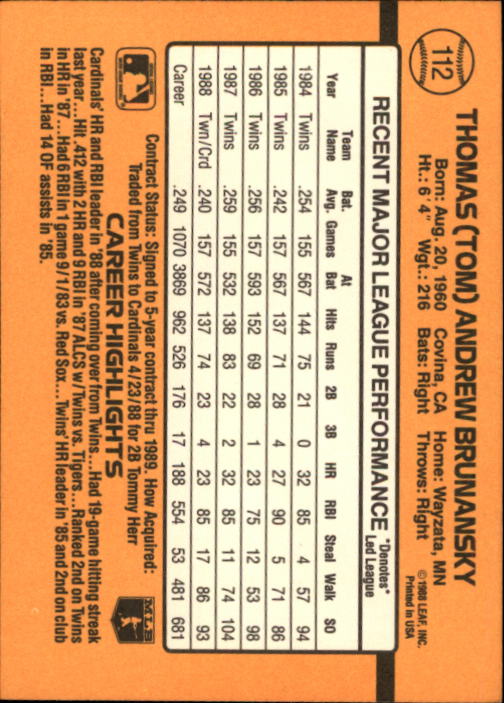 112
THOMAS (TOM) ANDREW BRUNANSKY
Born: Aug. 20, 1960 Covina, CA Home: Wayzata, MN
Ht.: 6'4" Wgt.: 216 Bats: Right Throws: Right
©1988 LEAF, INC.
Printed in USA
RECENT MAJOR LEAGUE PERFORMANCE
"Denotes"
Led League
Year Team Name Bat. Avg. Games At Bat Hits Runs 2B 3B HR RBI Steal Walk SO
1984 Twins .254 155 567 144 75 21 0 32 85 4 57 94
1985 Twins .242 157 567 137 71 28 4 27 90 5 71 86
1986 Twins .256 157 593 152 69 28 1 23 75 12 53 98
1987 Twins .259 155 532 138 83 22 2 32 85 11 74 104
1988 Twn/Crd .240 157 572 137 74 23 4 23 85 17 86 93
Career .249 1070 3869 962 526 176 17 188 554 53 481 681
Contract Status: Signed to 5-year contract thru 1989. How Acquired:
Traded from Twins to Cardinals 4/23/88 for 2B Tommy Herr
CAREER HIGHLIGHTS
MLB
Cardinals' HR and RBI leader in '88 after coming over from Twins...Had 19-game hitting streak
last year...Hit .412 with 2 HR and 9 RBI in '87 ALCS w/Twins vs. Tigers...Ranked 2nd on Twins
in HR in '87...Had 6 RBI in 1 game 9/1/83 vs. Red Sox...Twins' HR leader in '85 and 2nd on club
in RBI...Had 14 OF assists in '85.